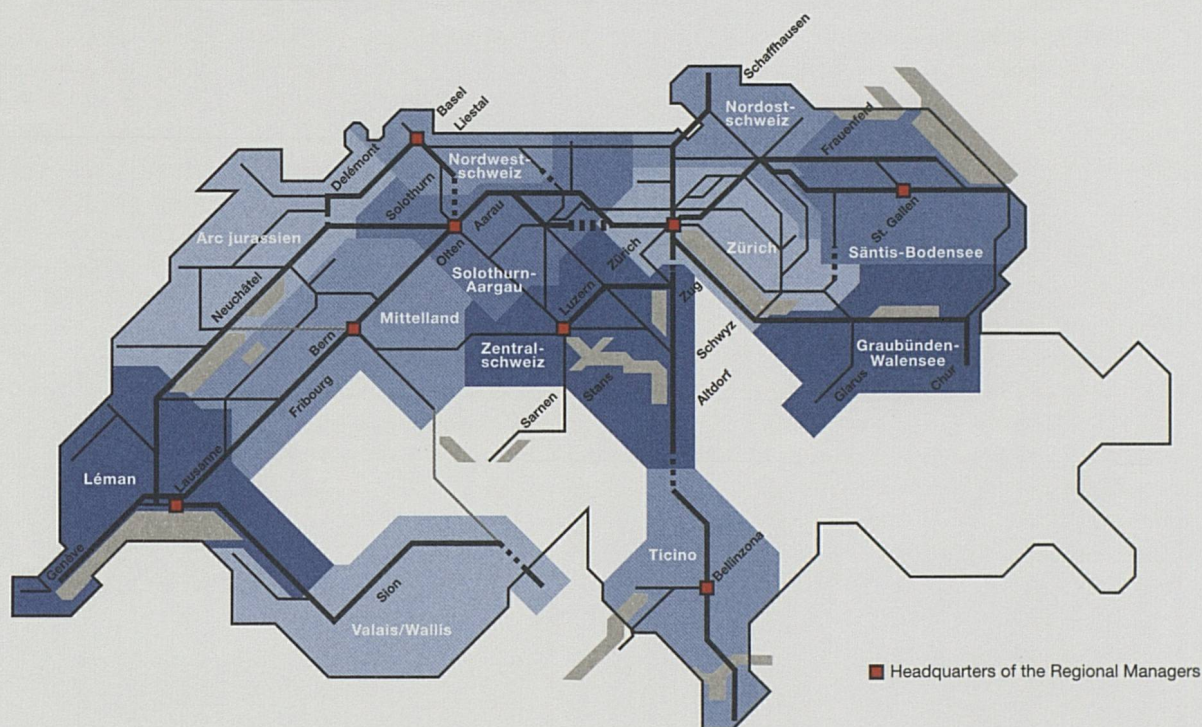 Schaffhausen
Basel
Liestal
Nordost-
schweiz
Frauenfeld
Delémont
Nordwest-
schweiz
Solothurn
Aarau
St. Gallen
Arc jurassien
Olten
Zürich
Zürich
Säntis-Bodensee
Solothurn-
Aargau
Neuchâtel
Luzern
Zug
Mittelland
Bern
Schwyz
Zentral-
schweiz
Graubünden-
Walensee
Fribourg
Stans
Altdorf
Glarus
Chur
Sarnen
Léman
Lausanne
Genève
Ticino
Bellinzona
Sion
Valais/Wallis
Headquarters of the Regional Managers